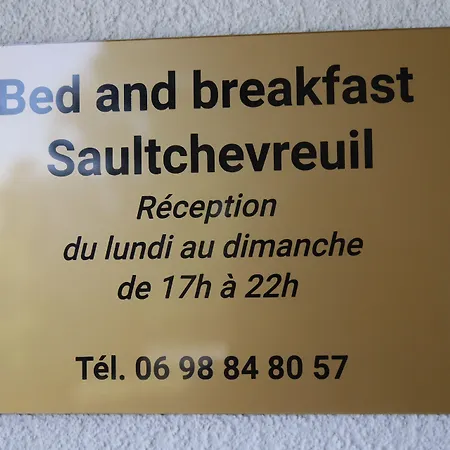 Bed and breakfast
Saultchevreuil
Réception
du lundi au dimanche
de 17h à 22h
Tél. 06 98 84 80 57